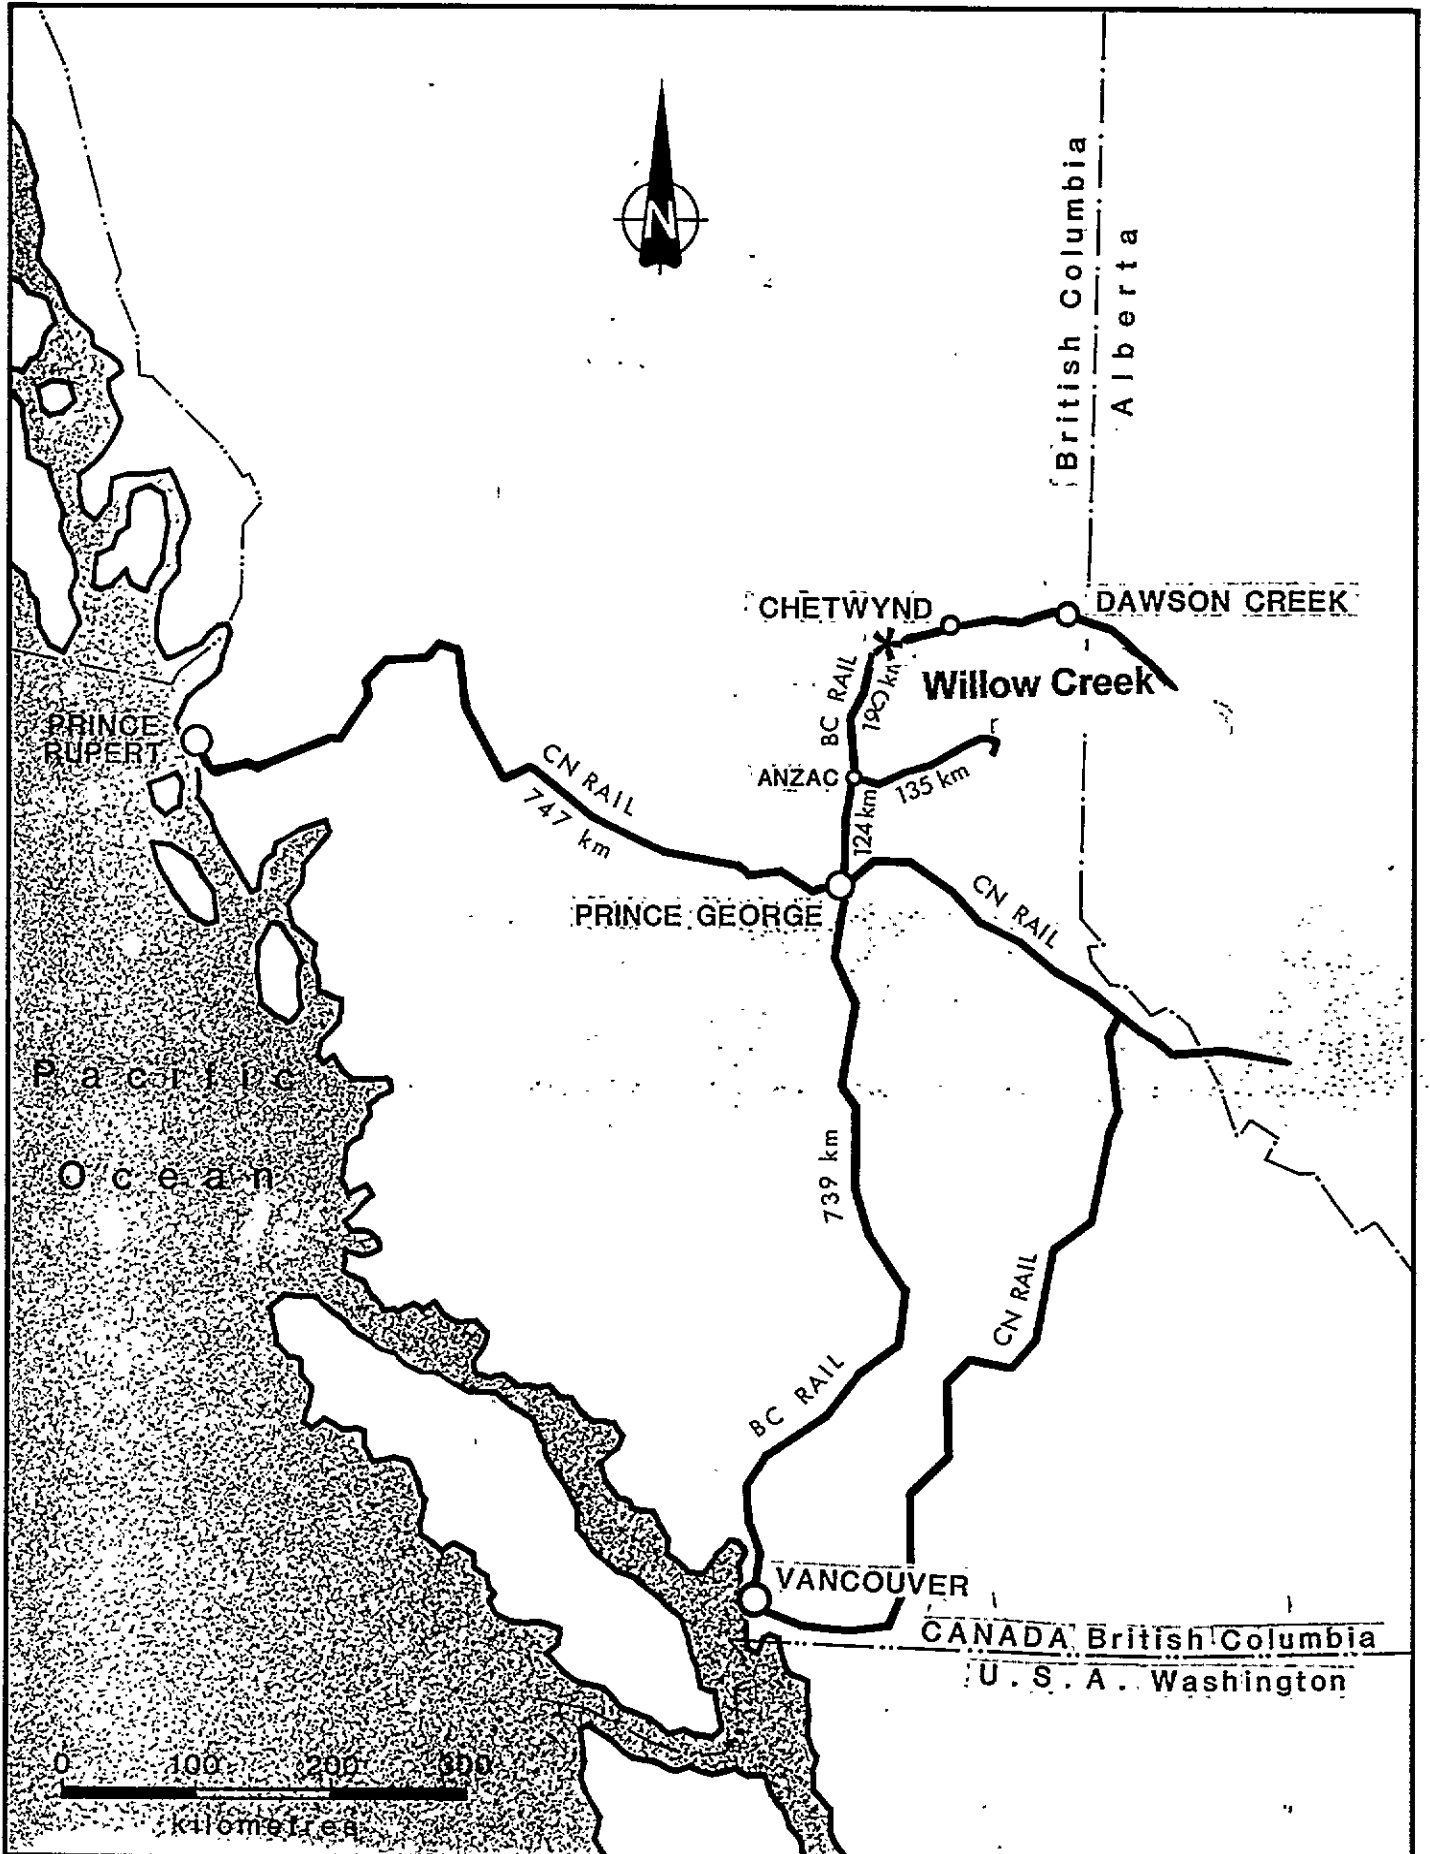 N
British Columbia
Alberta
CHETWYND
DAWSON CREEK
Willow Creek
BC RAIL
PRINCE
RUPERT
CN RAIL
747 km
ANZAC
135 km
124 km
PRINCE GEORGE
CN RAIL
Pacific
Ocean
739 km
CN RAIL
BC RAIL
VANCOUVER
CANADA British Columbia
U.S.A. Washington
0 100 200 300
kilometres